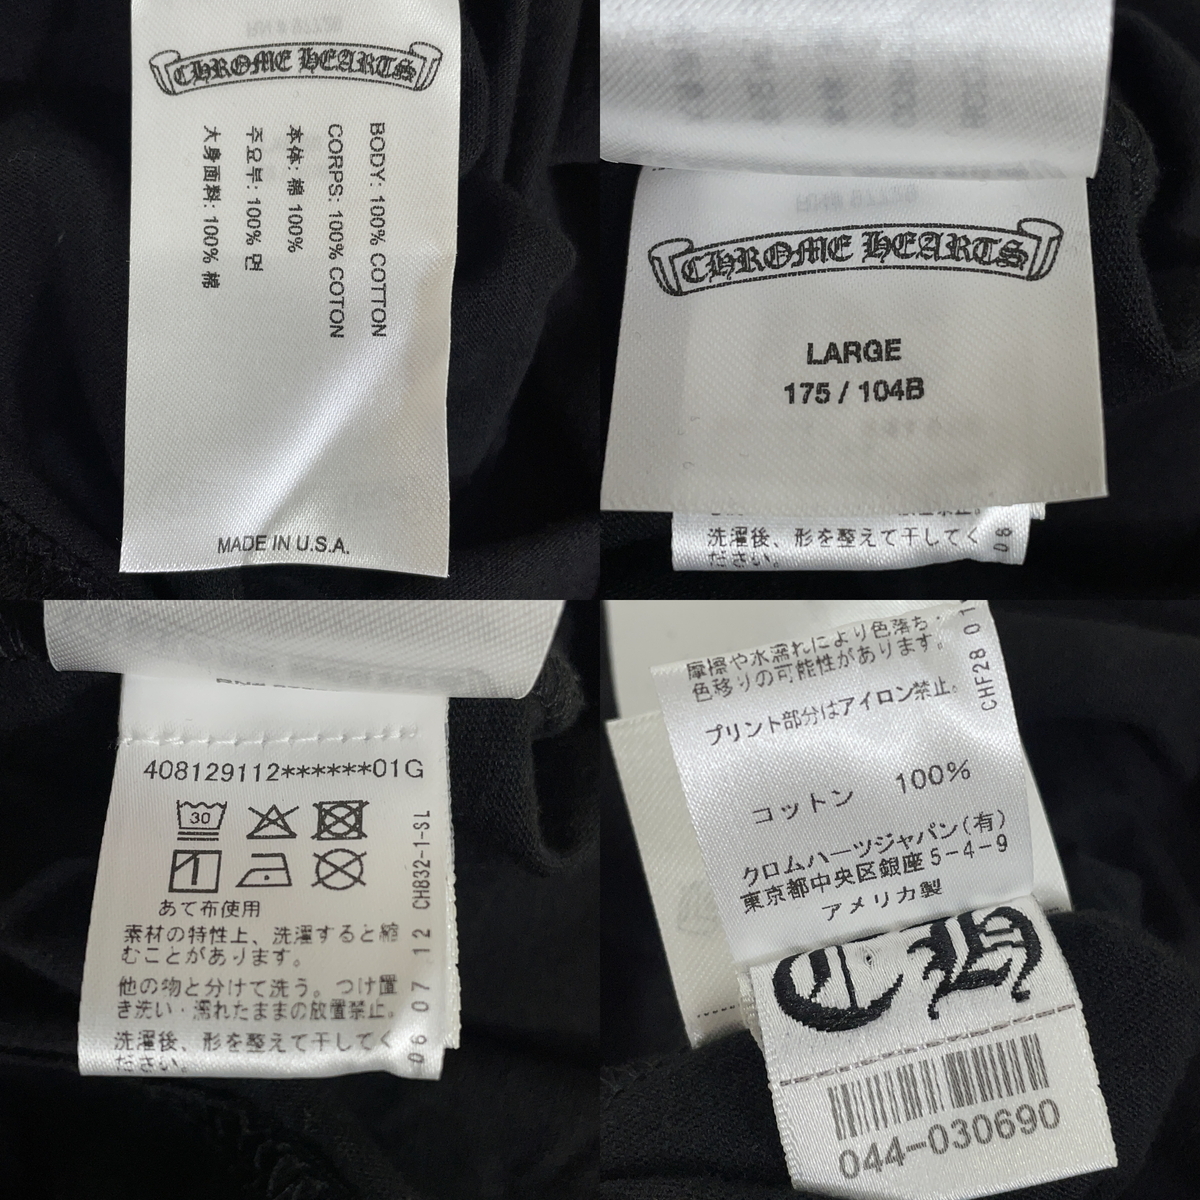 CHROME HEARTS
BODY: 100% COTTON
CORPS: 100% COTON
本体: 棉 100%
주요부: 100% 면
大身面料: 100% 棉
MADE IN U.S.A.
CHROME HEARTS
LARGE
175 / 104B
洗濯後、形を整えて干してく
ださい。
06
408129112******01G
30
あて布使用
素材の特性上、洗濯すると縮
むことがあります。
他の物と分けて洗う。つけ置
き洗い・濡れたままの放置禁止。
洗濯後、形を整えて干してく
ださい。
06 07 12 CH832-1-SL
摩擦や水濡れにより色落ち・
色移りの可能性があります。
プリント部分はアイロン禁止。
コットン 100%
クロムハーツジャパン(有)
東京都中央区銀座5-4-9
アメリカ製
CHF28 01
CH
044-030690